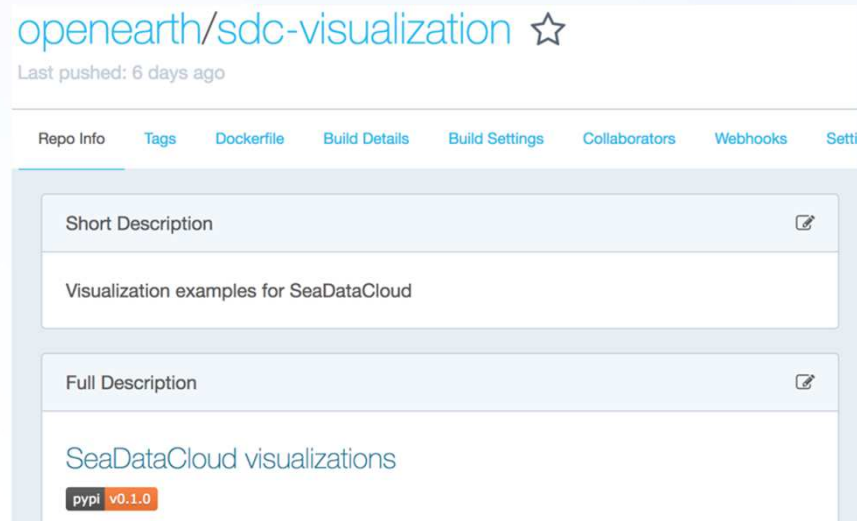 openearth/sdc-visualization
Last pushed: 6 days ago
Repo Info Tags Dockerfile Build Details Build Settings Collaborators Webhooks Setti
Short Description
Visualization examples for SeaDataCloud
Full Description
SeaDataCloud visualizations
pypi v0.1.0